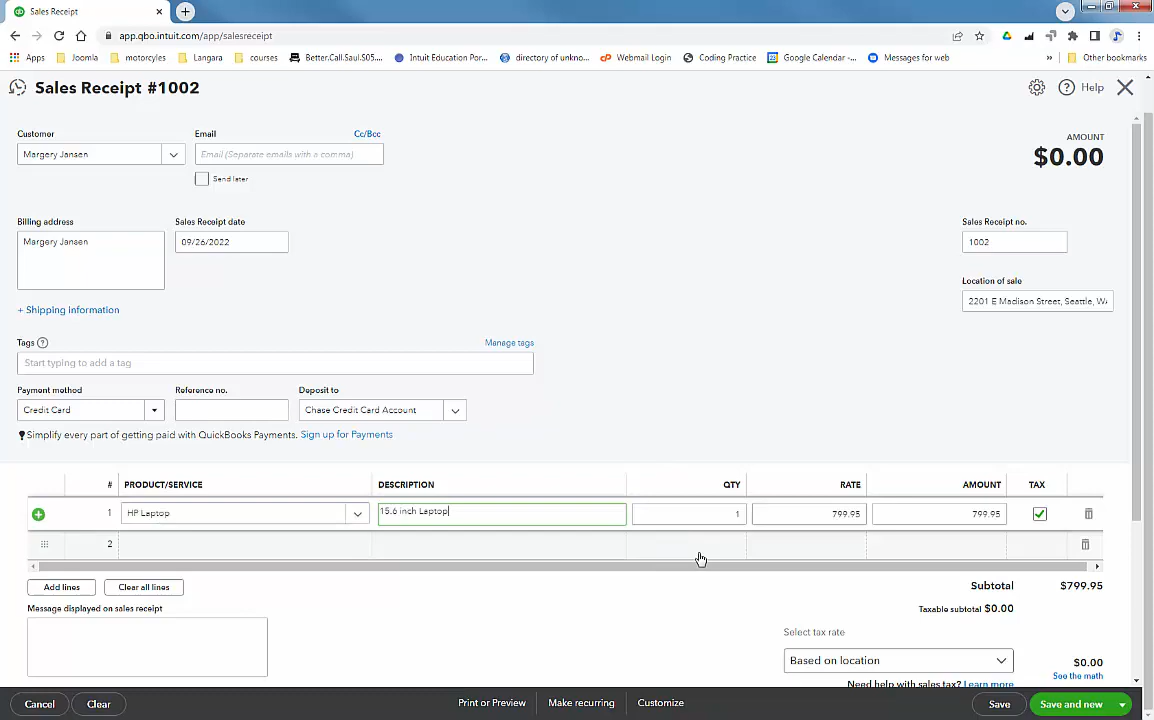 Sales Receipt
app.qbo.intuit.com/app/salesreceipt
Apps Joomla motorcyles Langara courses Better.Call.Saul.S05... Intuit Education Por... directory of unkno... Webmail Login Coding Practice Google Calendar -... Messages for web » Other bookmarks
Sales Receipt #1002
Help
Customer Email Cc/Bcc
AMOUNT
Margery Jansen Email (Separate emails with a comma)
$0.00
Send later
Billing address Sales Receipt date Sales Receipt no.
Margery Jansen 09/26/2022 1002
Location of sale
2201 E Madison Street, Seattle, W
+ Shipping information
Tags ? Manage tags
Start typing to add a tag
Payment method Reference no. Deposit to
Credit Card Chase Credit Card Account
Simplify every part of getting paid with QuickBooks Payments. Sign up for Payments
# PRODUCT/SERVICE DESCRIPTION QTY RATE AMOUNT TAX
1 HP Laptop 15.6 inch Laptop 1 799.95 799.95
2
Add lines Clear all lines Subtotal $799.95
Message displayed on sales receipt Taxable subtotal $0.00
Select tax rate
Based on location $0.00
See the math
Need help with sales tax? Learn more
Cancel Clear Print or Preview Make recurring Customize Save Save and new